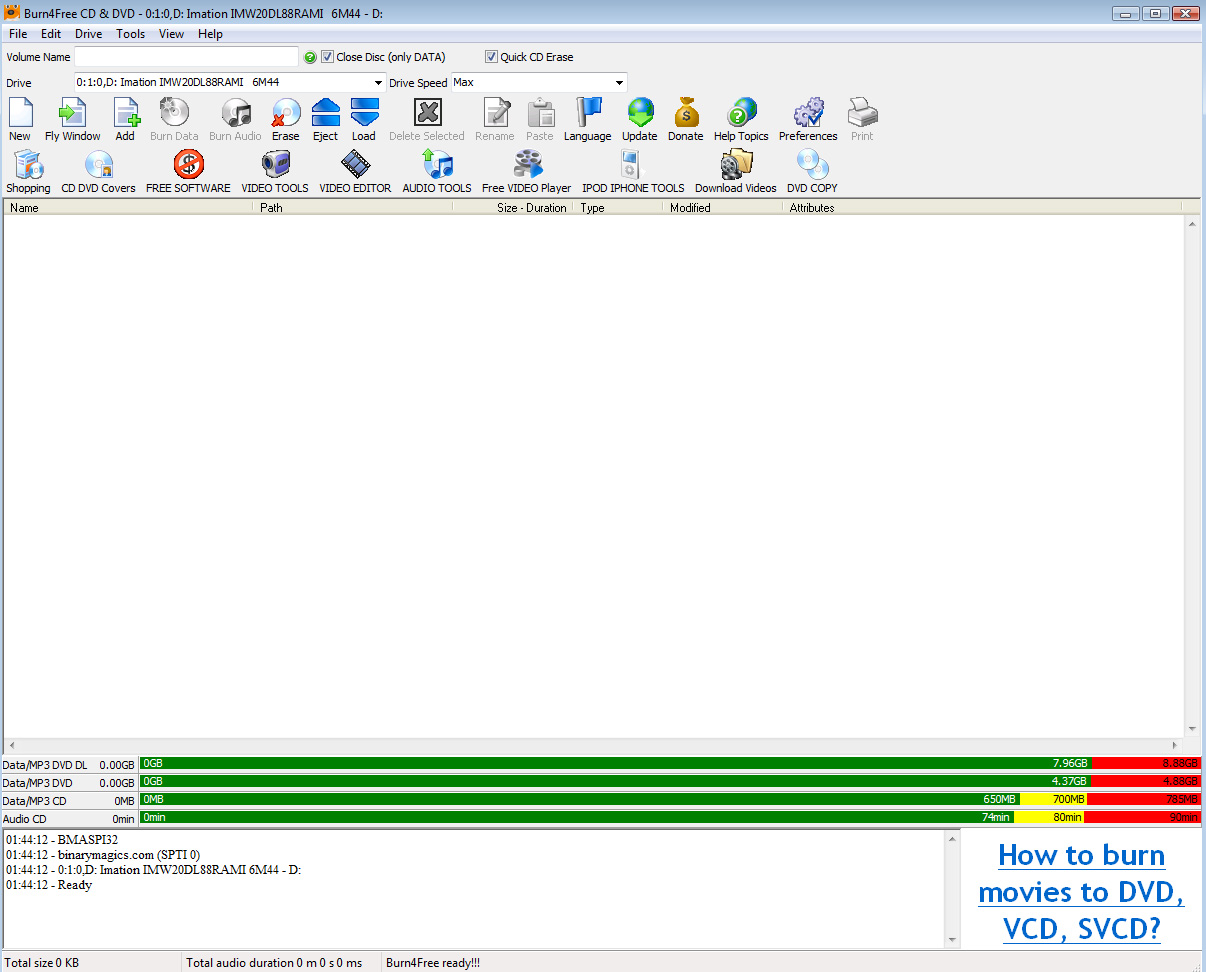 Burn4Free CD & DVD - 0:1:0,D: Imation IMW20DL88RAMI 6M44 - D:
File Edit Drive Tools View Help
Volume Name Close Disc (only DATA) Quick CD Erase
Drive 0:1:0,D: Imation IMW20DL88RAMI 6M44 Drive Speed Max
New Fly Window Add Burn Data Burn Audio Erase Eject Load Delete Selected Rename Paste Language Update Donate Help Topics Preferences Print
Shopping CD DVD Covers FREE SOFTWARE VIDEO TOOLS VIDEO EDITOR AUDIO TOOLS Free VIDEO Player IPOD IPHONE TOOLS Download Videos DVD COPY
Name Path Size - Duration Type Modified Attributes
Data/MP3 DVD DL 0.00GB 0GB 7.96GB 8.88GB
Data/MP3 DVD 0.00GB 0GB 4.37GB 4.88GB
Data/MP3 CD 0MB 0MB 650MB 700MB 785MB
Audio CD 0min 0min 74min 80min 90min
01:44:12 - BMASPI32
01:44:12 - binarymagics.com (SPTI 0)
01:44:12 - 0:1:0,D: Imation IMW20DL88RAMI 6M44 - D:
01:44:12 - Ready
How to burn
movies to DVD,
VCD, SVCD?
Total size 0 KB Total audio duration 0 m 0 s 0 ms Burn4Free ready!!!